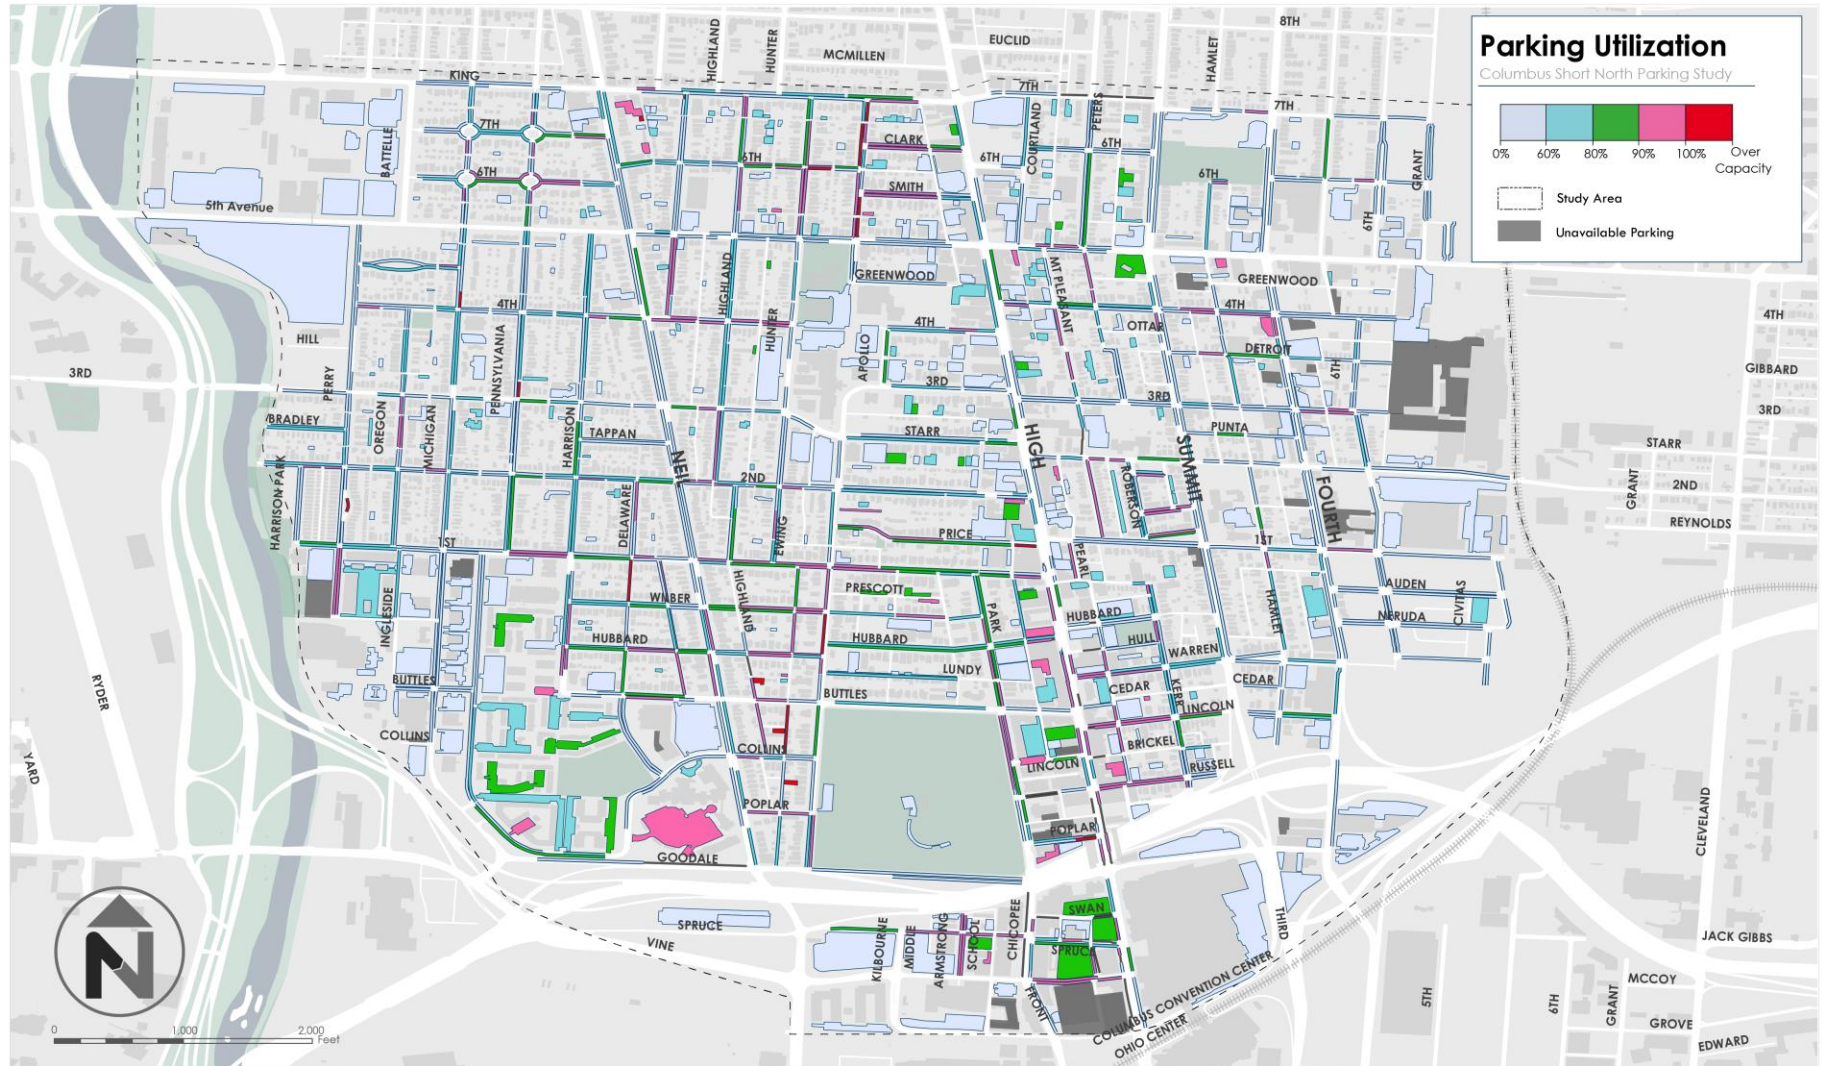 Parking Utilization
Columbus Short North Parking Study
0% 60% 80% 90% 100% Over
Capacity
Study Area
Unavailable Parking
8TH
HIGHLAND
HUNTER
MCMILLEN
EUCLID
HAMLET
KING
7TH
7TH
COURTLAND
PETERS
7TH
BATTELLE
CLARK
6TH
6TH
6TH
6TH
6TH
SMITH
GRANT
5th Avenue
6TH
GREENWOOD
HIGHLAND
MT PLEASANT
GREENWOOD
4TH
4TH
4TH
HUNTER
APOLLO
OTTAR
DETROIT
4TH
HILL
PENNSYLVANIA
3RD
PERRY
3RD
3RD
6TH
GIBBARD
3RD
BRADLEY
OREGON
MICHIGAN
HARRISON
TAPPAN
STARR
HIGH
PUNTA
STARR
NEIL
SUMMIT
2ND
ROBERSON
FOURTH
GRANT
2ND
HARRISON PARK
DELAWARE
EWING
PRICE
REYNOLDS
1ST
1ST
PEARL
INGLESIDE
WILBER
HIGHLAND
PRESCOTT
PARK
HUBBARD
HAMLET
AUDEN
CIVITAS
NERUDA
HUBBARD
HUBBARD
HULL
WARREN
LUNDY
BUTTLES
BUTTLES
CEDAR
KERR
CEDAR
LINCOLN
RYDER
COLLINS
COLLINS
BRICKEL
LINCOLN
RUSSELL
YARD
POPLAR
POPLAR
CLEVELAND
GOODALE
SPRUCE
VINE
KILBOURNE
MIDDLE
ARMSTRONG
SCHOOL
CHICOPEE
SWAN
SPRUCE
THIRD
JACK GIBBS
FRONT
COLUMBUS CONVENTION CENTER
OHIO CENTER
5TH
6TH
GRANT
MCCOY
GROVE
EDWARD
N
0 1,000 2,000
Feet